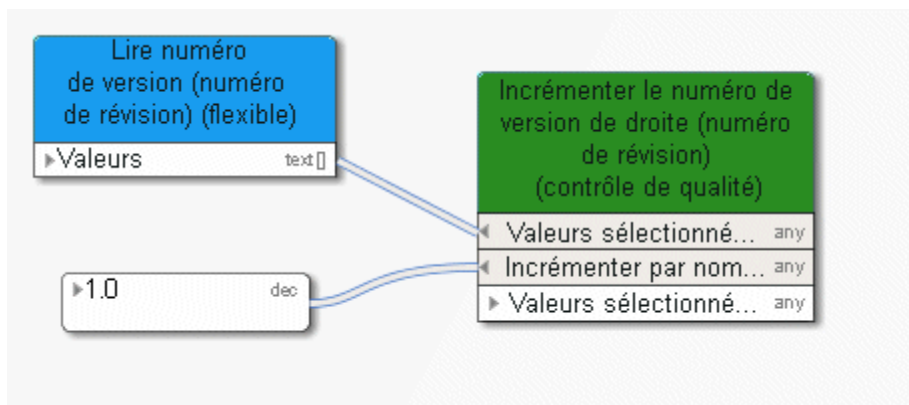 Lire numéro
de version (numéro
de révision) (flexible)
Valeurs text[]
1.0 dec
Incrémenter le numéro de
version de droite (numéro
de révision)
(contrôle de qualité)
Valeurs sélectionné... any
Incrémenter par nom... any
Valeurs sélectionné... any